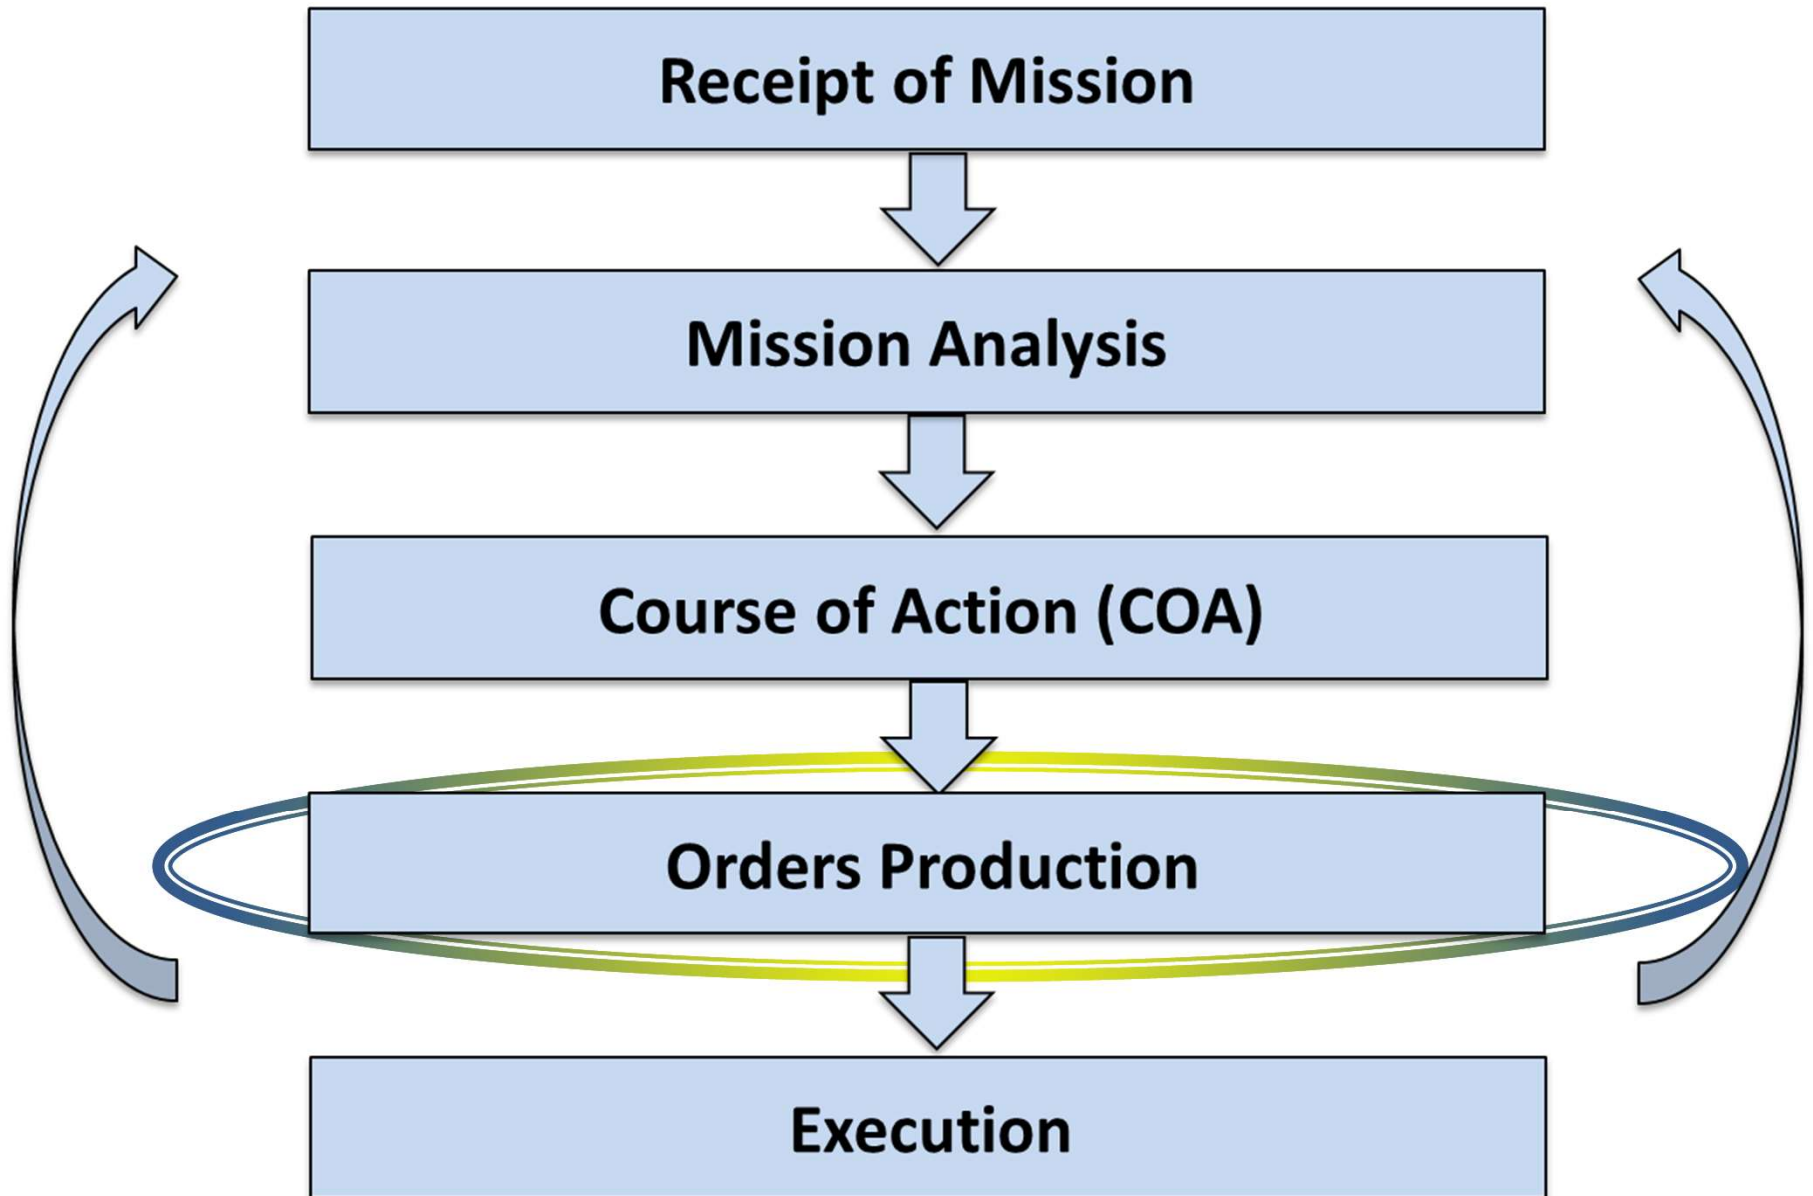 Receipt of Mission
Mission Analysis
Course of Action (COA)
Orders Production
Execution